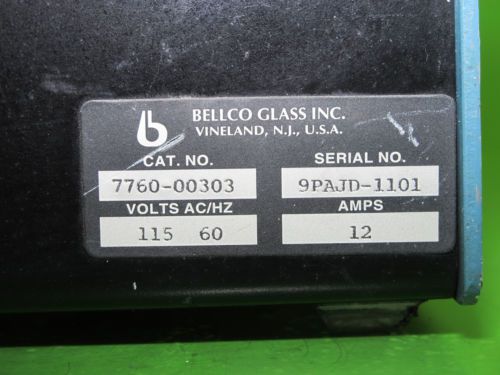 BELLCO GLASS INC.
VINELAND, N.J., U.S.A.
CAT. NO. SERIAL NO.
7760-00303 9PAJD-1101
VOLTS AC/HZ AMPS
115 60 12